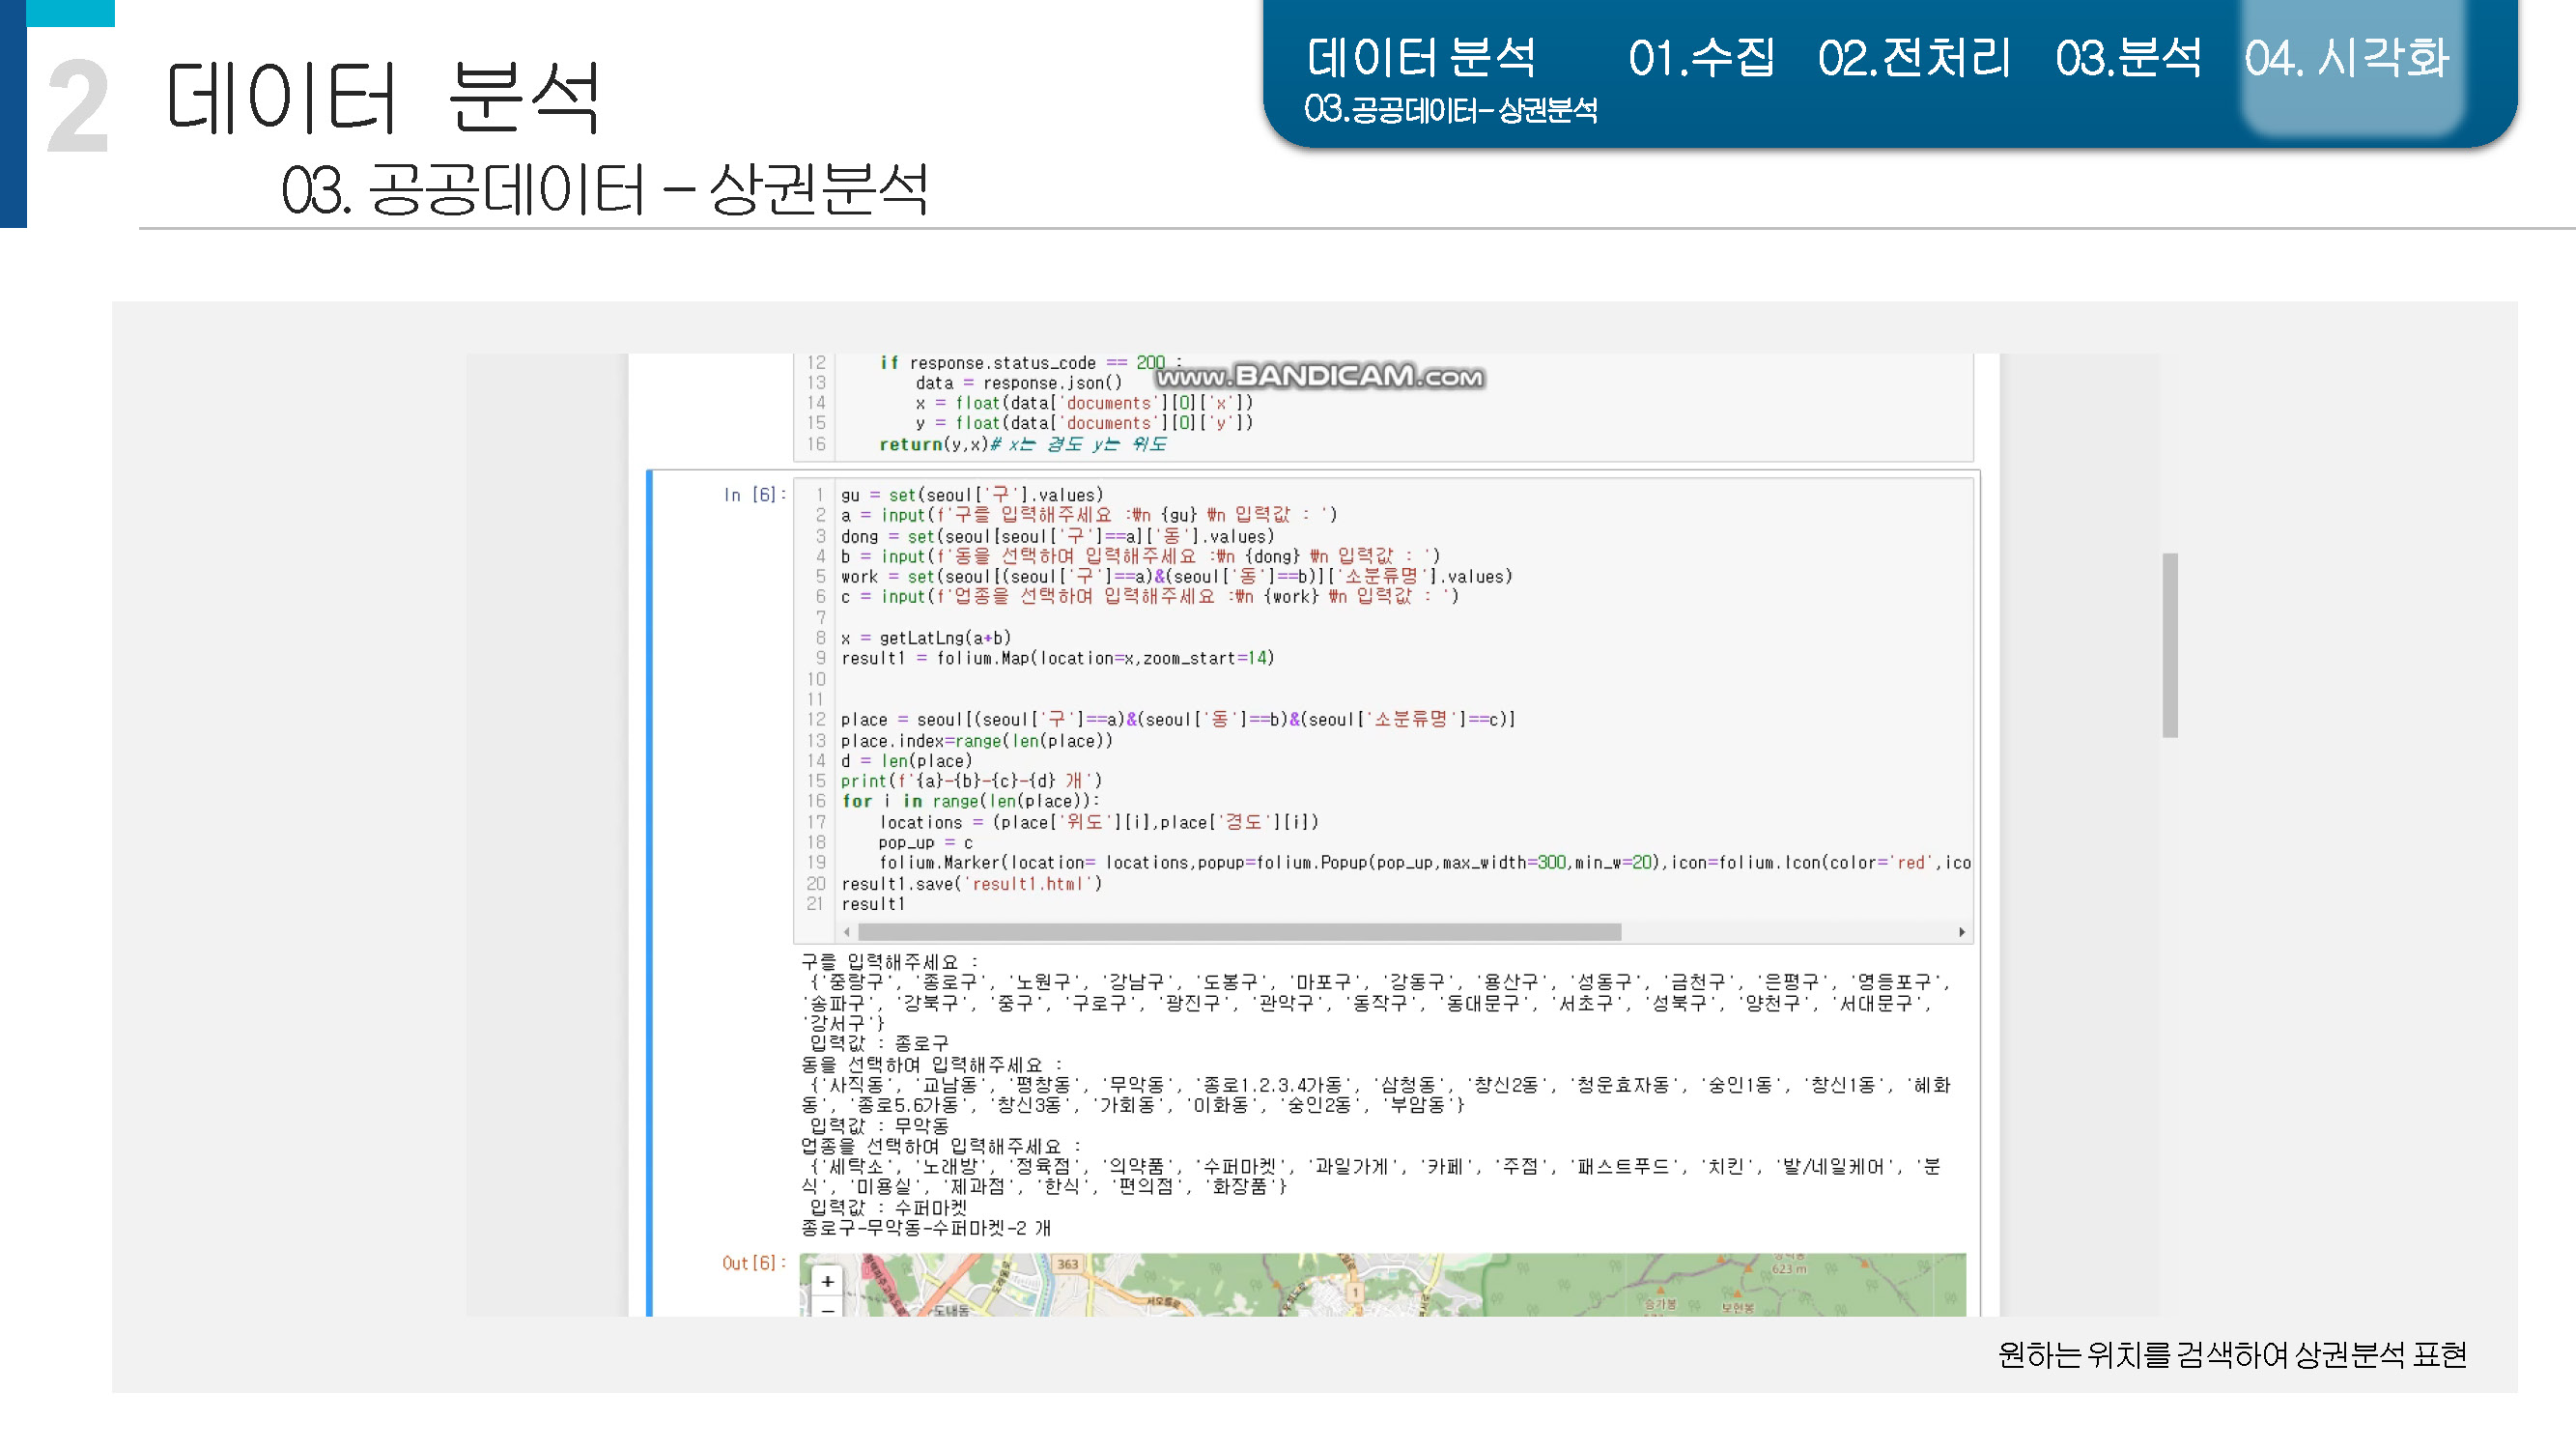 2
데이터 분석
03. 공공데이터 – 상권분석
데이터 분석 01.수집 02.전처리 03.분석 04. 시각화
03.공공데이터– 상권분석
www.BANDICAM.com
12 if response.status_code == 200 :
13 data = response.json()
14 x = float(data['documents'][0]['x'])
15 y = float(data['documents'][0]['y'])
16 return(y,x)# x는 경도 y는 위도
In [6]:
1 gu = set(seoul['구'].values)
2 a = input(f'구를 입력해주세요 :₩n {gu} ₩n 입력값 : ')
3 dong = set(seoul[seoul['구']==a]['동'].values)
4 b = input(f'동을 선택하여 입력해주세요 :₩n {dong} ₩n 입력값 : ')
5 work = set(seoul[(seoul['구']==a)&(seoul['동']==b)]['소분류명'].values)
6 c = input(f'업종을 선택하여 입력해주세요 :₩n {work} ₩n 입력값 : ')
7
8 x = getLatLng(a+b)
9 result1 = folium.Map(location=x,zoom_start=14)
10
11
12 place = seoul[(seoul['구']==a)&(seoul['동']==b)&(seoul['소분류명']==c)]
13 place.index=range(len(place))
14 d = len(place)
15 print(f'{a}-{b}-{c}-{d} 개')
16 for i in range(len(place)):
17 locations = (place['위도'][i],place['경도'][i])
18 pop_up = c
19 folium.Marker(location= locations,popup=folium.Popup(pop_up,max_width=300,min_w=20),icon=folium.Icon(color='red',ico
20 result1.save('result1.html')
21 result1
구를 입력해주세요 :
{'중랑구', '종로구', '노원구', '강남구', '도봉구', '마포구', '강동구', '용산구', '성동구', '금천구', '은평구', '영등포구',
'송파구', '강북구', '중구', '구로구', '광진구', '관악구', '동작구', '동대문구', '서초구', '성북구', '양천구', '서대문구',
'강서구'}
입력값 : 종로구
동을 선택하여 입력해주세요 :
{'사직동', '교남동', '평창동', '무악동', '종로1.2.3.4가동', '삼청동', '창신2동', '청운효자동', '숭인1동', '창신1동', '혜화
동', '종로5.6가동', '창신3동', '가회동', '이화동', '숭인2동', '부암동'}
입력값 : 무악동
업종을 선택하여 입력해주세요 :
{'세탁소', '노래방', '정육점', '의약품', '수퍼마켓', '과일가게', '카페', '주점', '패스트푸드', '치킨', '발/네일케어', '분
식', '미용실', '제과점', '한식', '편의점', '화장품'}
입력값 : 수퍼마켓
종로구-무악동-수퍼마켓-2 개
Out[6]:
+
−
363
도내동
서오릉로
1
623 m
승가봉
보현봉
원하는 위치를 검색하여 상권분석 표현